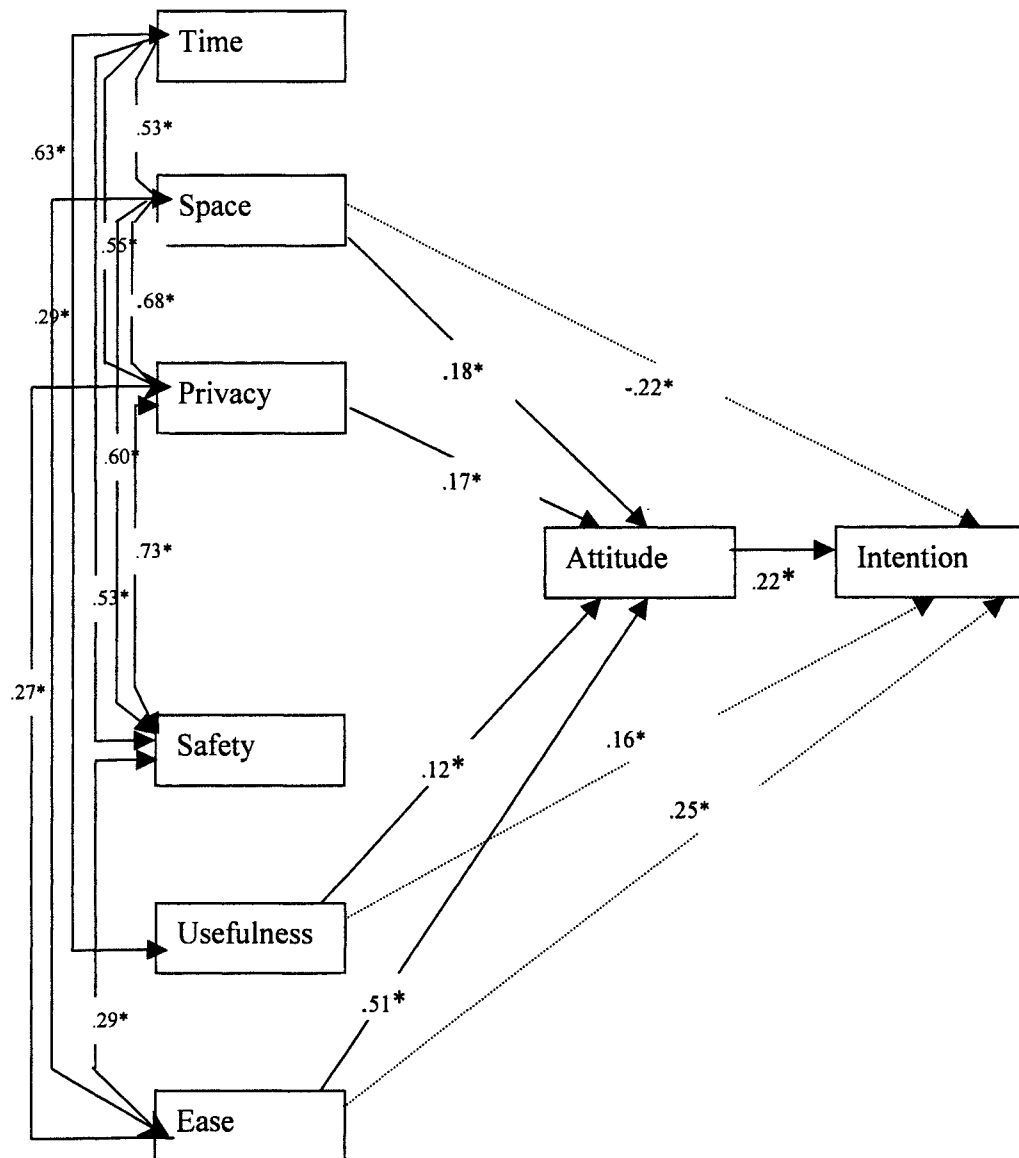 Time
.53*
.63*
Space
.55*
.68*
.29*
.18*
-.22*
Privacy
.60*
.17*
.73*
Attitude
.22*
Intention
.53*
.27*
Safety
.12*
.16*
.25*
Usefulness
.51*
.29*
Ease